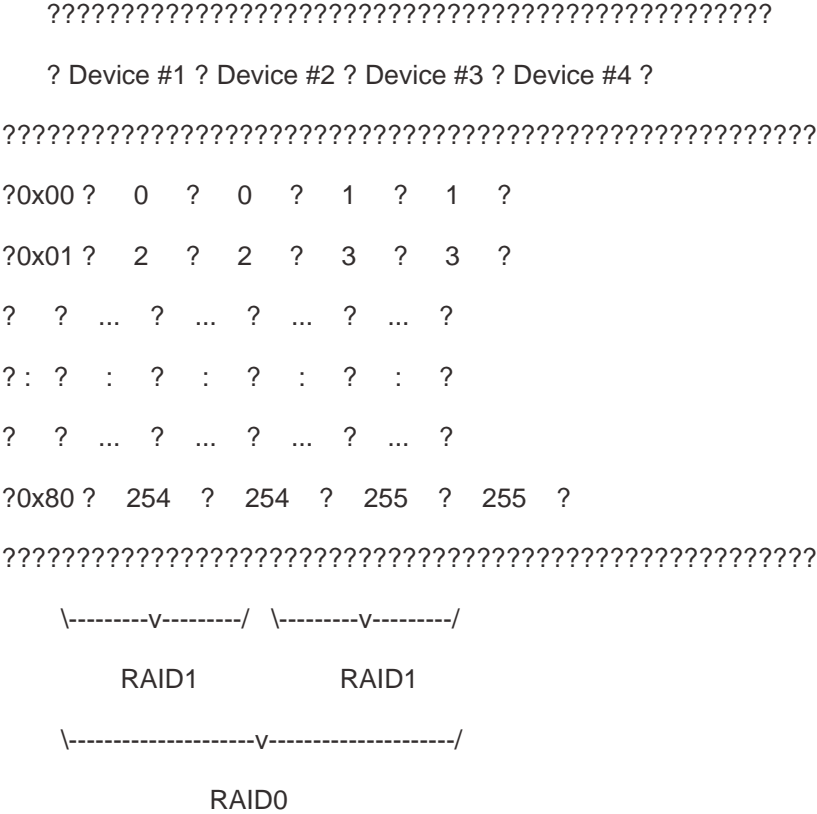 ?????????????????????????????????????????????????
? Device #1 ? Device #2 ? Device #3 ? Device #4 ?
???????????????????????????????????????????????????????
?0x00 ? 0 ? 0 ? 1 ? 1 ?
?0x01 ? 2 ? 2 ? 3 ? 3 ?
? ? ... ? ... ? ... ? ... ?
? : ? : ? : ? : ? : ?
? ? ... ? ... ? ... ? ... ?
?0x80 ? 254 ? 254 ? 255 ? 255 ?
???????????????????????????????????????????????????????
\---------v---------/ \---------v---------/
RAID1 RAID1
\---------------------v---------------------/
RAID0